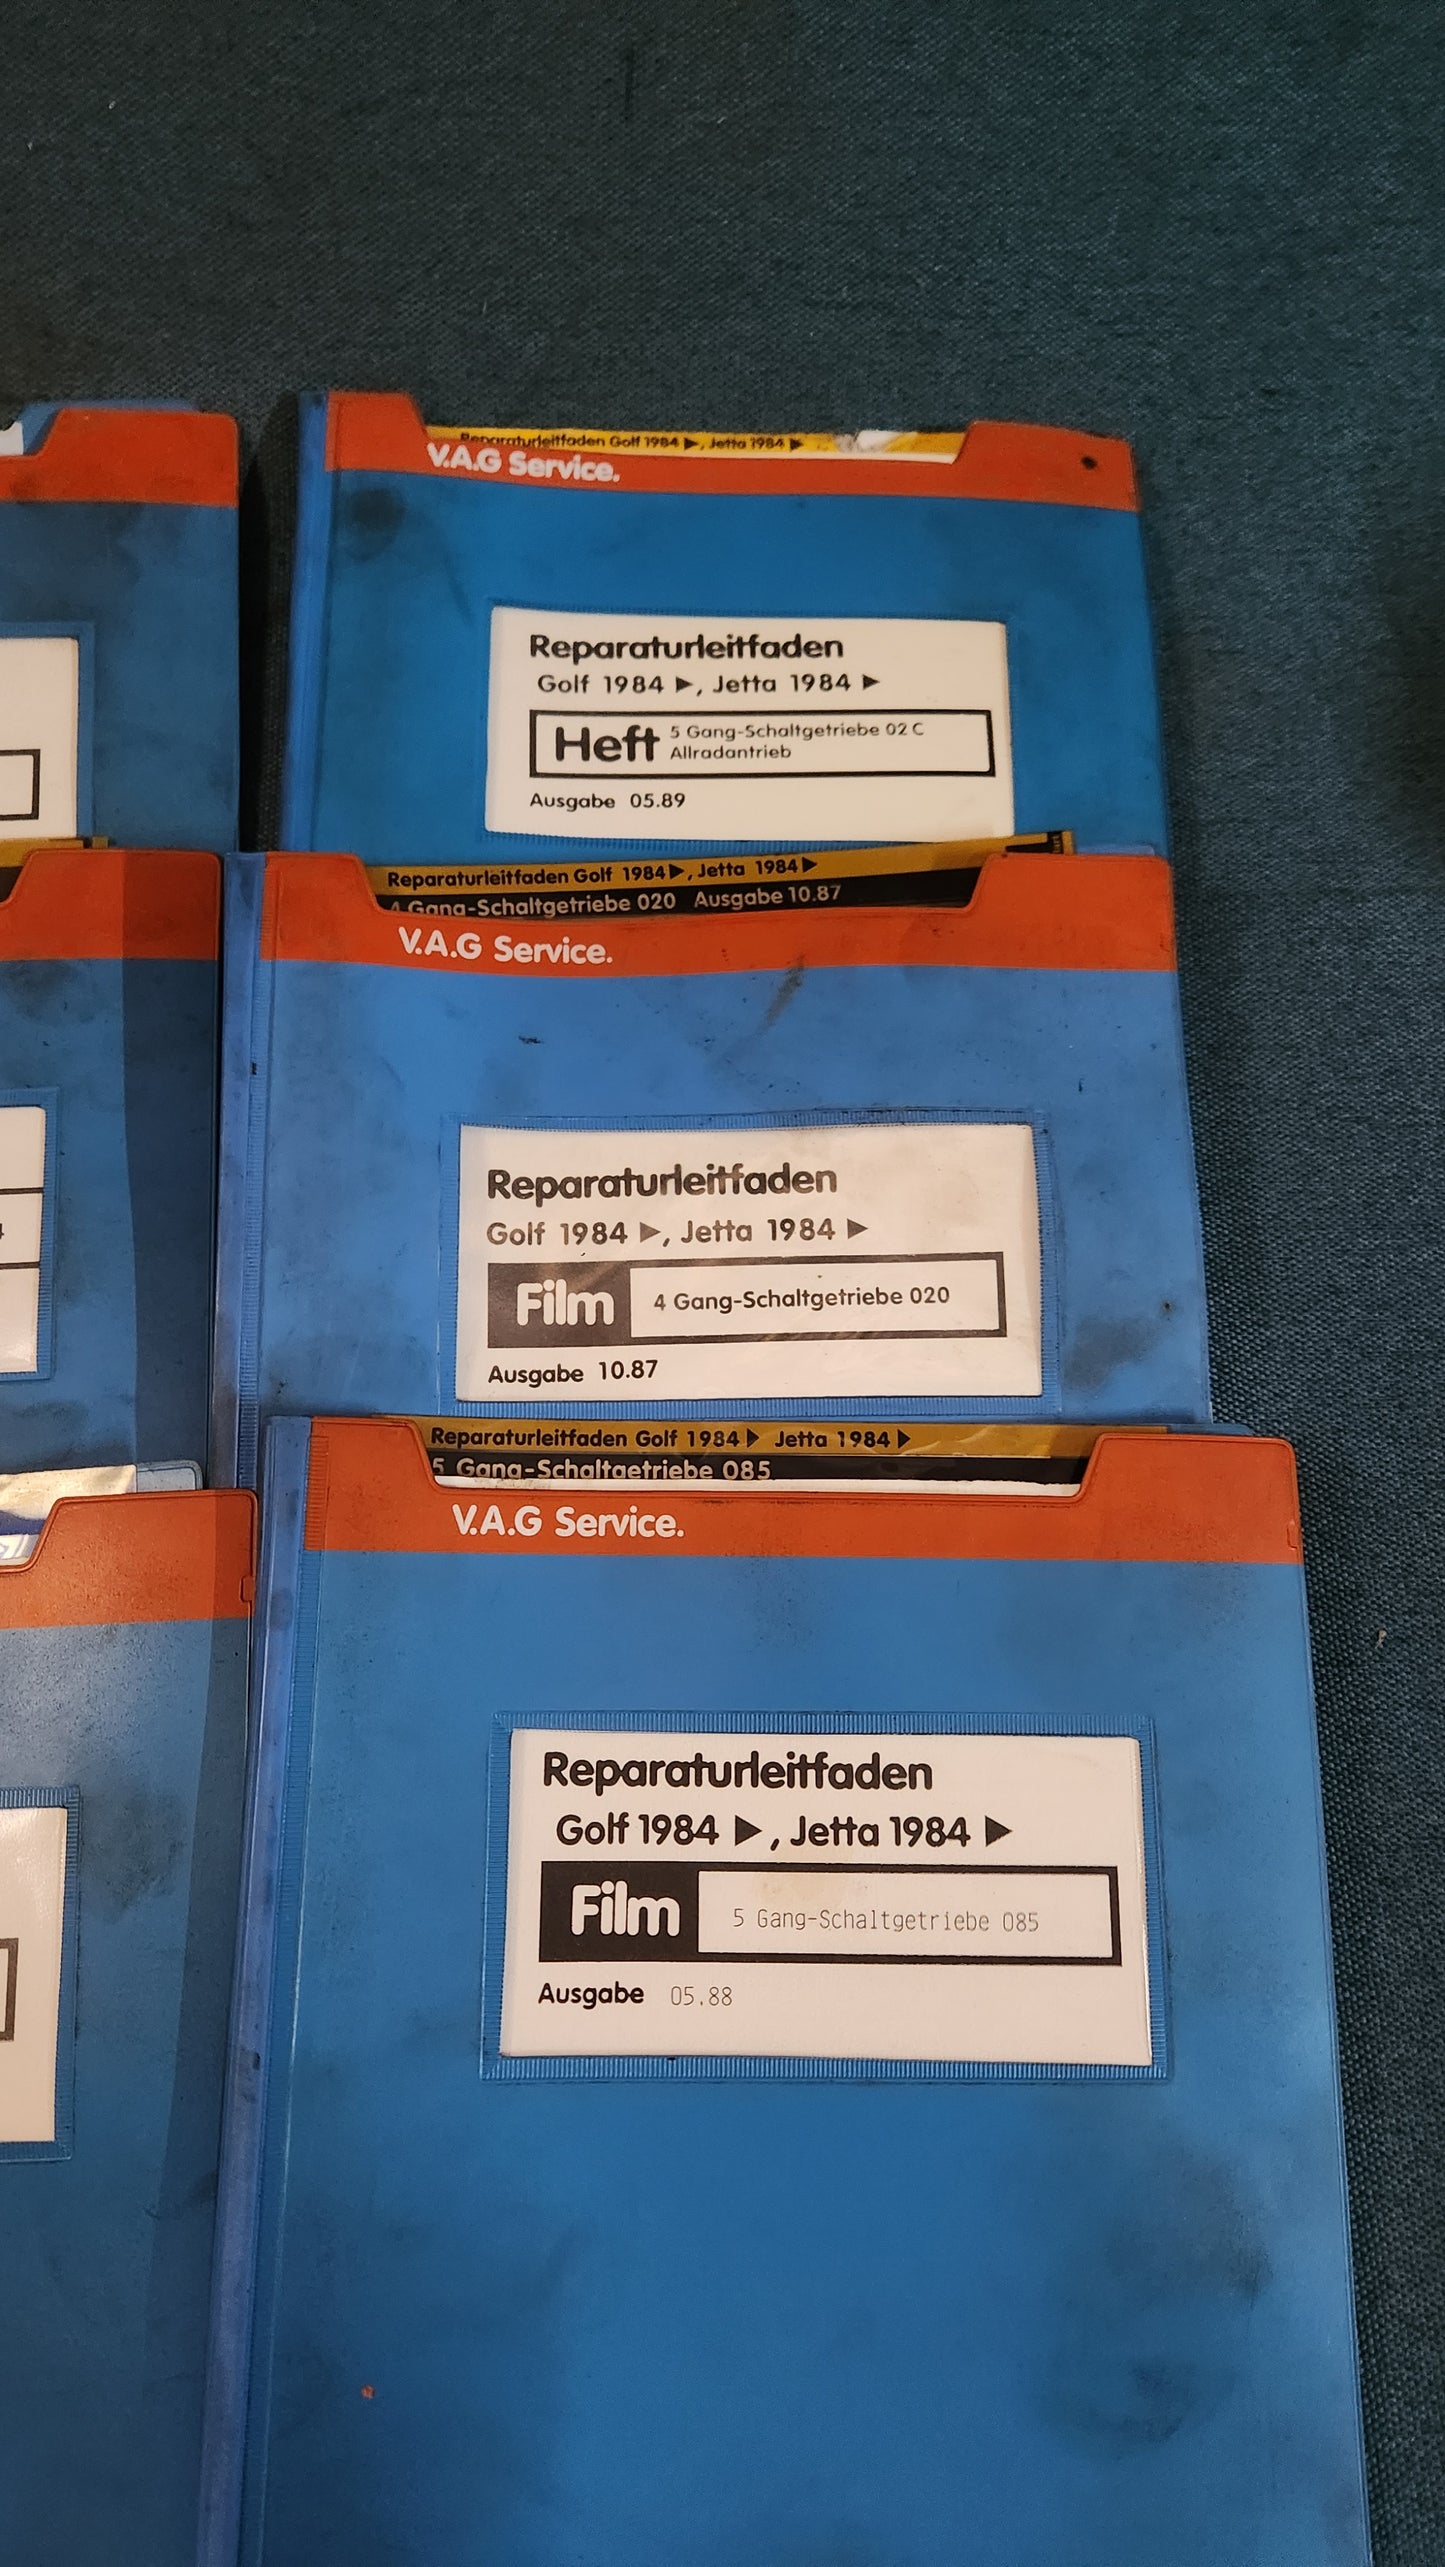 Reparaturleitfaden Golf 1984 ▶, Jetta 1984 ▶
V.A.G Service.
Reparaturleitfaden
Golf 1984 ▶, Jetta 1984 ▶
Heft 5 Gang-Schaltgetriebe 02 C
Allradantrieb
Ausgabe 05.89
Reparaturleitfaden Golf 1984 ▶, Jetta 1984 ▶
4 Gang-Schaltgetriebe 020 Ausgabe 10.87
V.A.G Service.
Reparaturleitfaden
Golf 1984 ▶, Jetta 1984 ▶
Film 4 Gang-Schaltgetriebe 020
Ausgabe 10.87
Reparaturleitfaden Golf 1984 ▶ Jetta 1984 ▶
5 Gang-Schaltgetriebe 085
V.A.G Service.
Reparaturleitfaden
Golf 1984 ▶, Jetta 1984 ▶
Film 5 Gang-Schaltgetriebe 085
Ausgabe 05.88